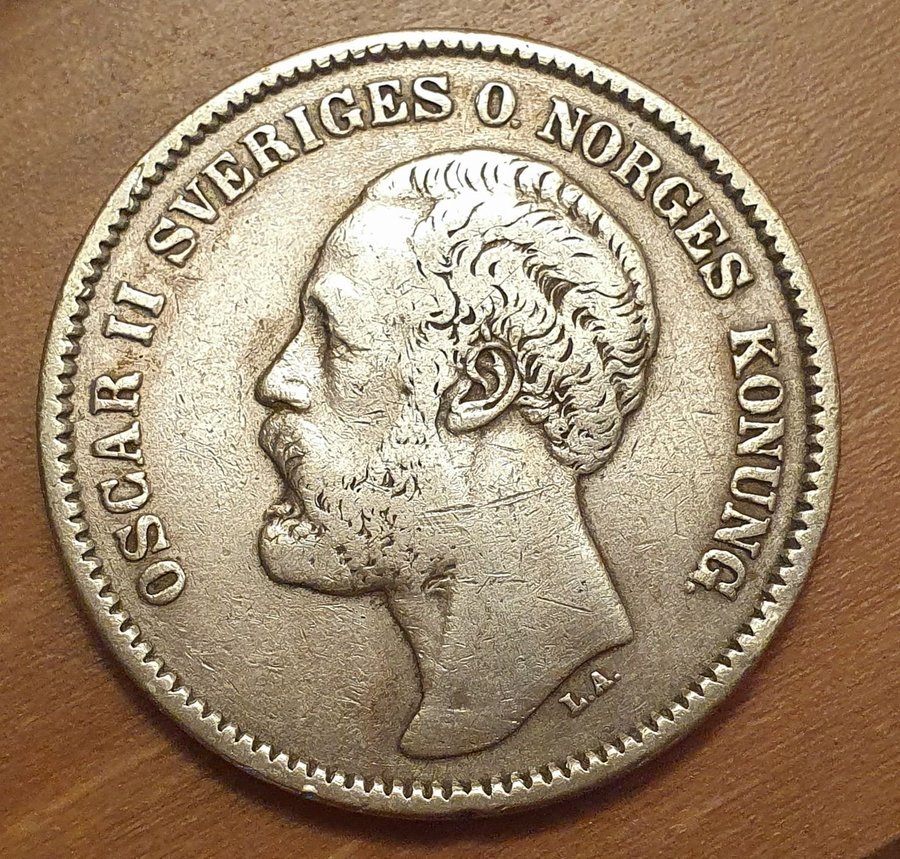 OSCAR II SVERIGES O. NORGES KONUNG.
L.A.